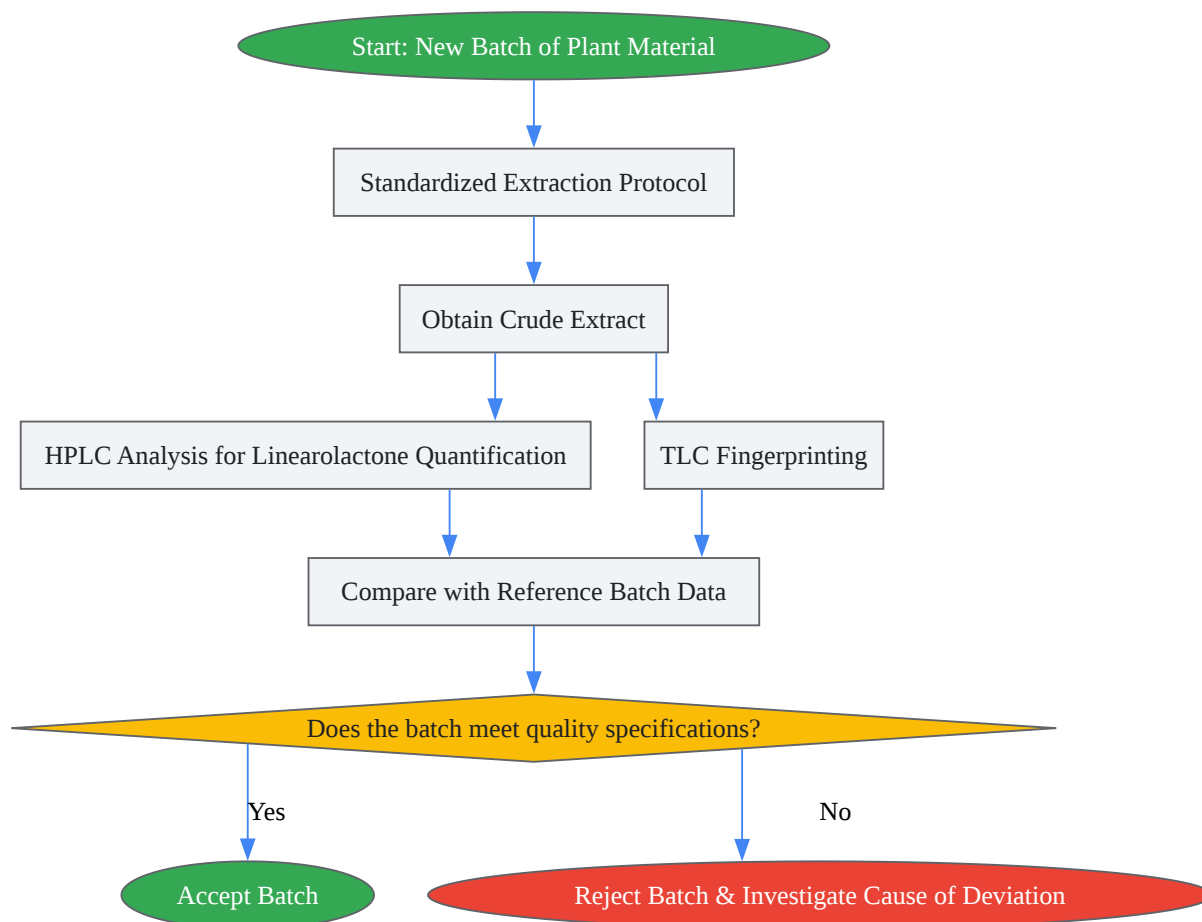 Start: New Batch of Plant Material
Standardized Extraction Protocol
Obtain Crude Extract
HPLC Analysis for Linearolactone Quantification
TLC Fingerprinting
Compare with Reference Batch Data
Does the batch meet quality specifications?
Yes
No
Accept Batch
Reject Batch & Investigate Cause of Deviation